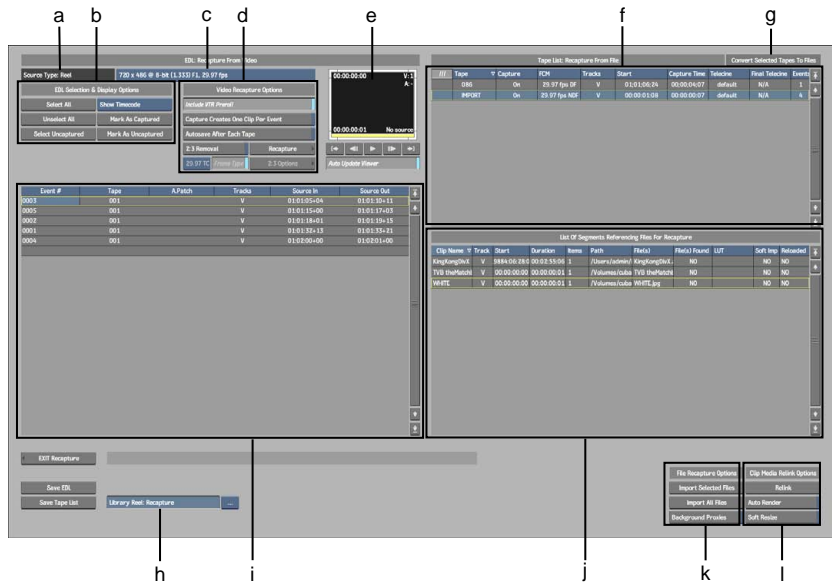 a b c d e f g
EDL: Recapture From Video
Tape List: Recapture From File
Convert Selected Tapes To Files
Source Type: Reel
720 x 486 @ 8-bit (1.333) F1, 29.97 fps
EDL Selection & Display Options
Select All
Show Timecode
Unselect All
Mark As Captured
Select Uncaptured
Mark As Uncaptured
Video Recapture Options
Include VTR Preroll
Capture Creates One Clip Per Event
Autosave After Each Tape
2:3 Removal
Recapture
29.97 TC
Frame Type
2:3 Options
00:00:00:00 V:1
A:-
00:00:00:01 No source
Auto Update Viewer
/// Tape Capture FCM Tracks Start Capture Time Telecine Final Telecine Events
086 On 29.97 fps DF V 01;01;06;24 00;00;04;07 default N/A 1
IMPORT On 29.97 fps NDF V 00:00:01:08 00:00:00:07 default N/A 4
Event # Tape A.Patch Tracks Source In Source Out
0003 001 V 01:01:05+04 01:01:10+11
0005 001 V 01:01:15+00 01:01:17+03
0002 001 V 01:01:18+01 01:01:19+15
0001 001 V 01:01:32+13 01:01:33+21
0004 001 V 01:02:00+00 01:02:01+00
List Of Segments Referencing Files For Recapture
Clip Name Track Start Duration Items Path File(s) File(s) Found LUT Soft Imp Reloaded
KingKongDivX V 9884:06:28:0 00:02:53:06 1 /Users/admin/ KingKongDivX. NO NO NO
TVB theMatchi V 00:00:00:00 00:00:00:01 1 /Volumes/cuba TVB theMatchi NO NO NO
WHITE V 00:00:00:00 00:00:00:01 1 /Volumes/cuba WHITE.jpg NO NO NO
EXIT Recapture
Save EDL
Save Tape List
Library Reel: Recapture
...
File Recapture Options
Import Selected Files
Import All Files
Background Proxies
Clip Media Relink Options
Relink
Auto Render
Soft Resize
h i j k l